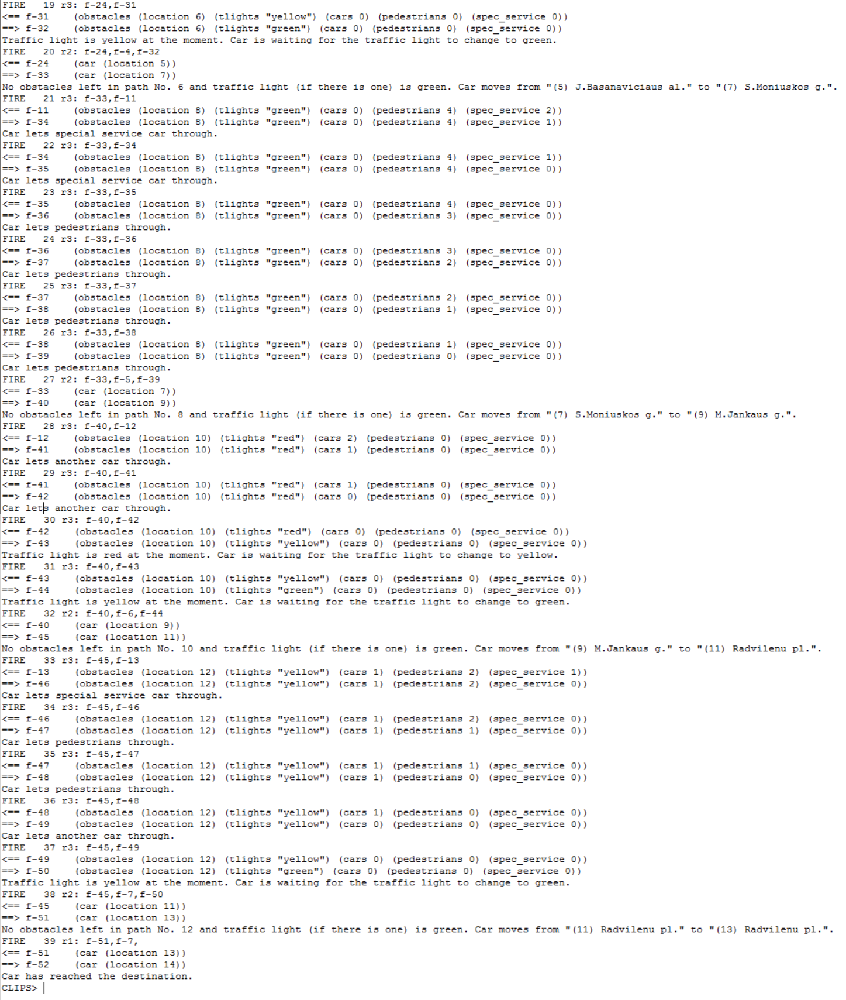 FIRE   19 r3: f-24,f-31
<== f-31    (obstacles (location 6) (tlights "yellow") (cars 0) (pedestrians 0) (spec_service 0))
==> f-32    (obstacles (location 6) (tlights "green") (cars 0) (pedestrians 0) (spec_service 0))
Traffic light is yellow at the moment. Car is waiting for the traffic light to change to green.
FIRE   20 r2: f-24,f-4,f-32
<== f-24    (car (location 5))
==> f-33    (car (location 7))
No obstacles left in path No. 6 and traffic light (if there is one) is green. Car moves from "(5) J.Basanaviciaus al." to "(7) S.Moniuskos g.".
FIRE   21 r3: f-33,f-11
<== f-11    (obstacles (location 8) (tlights "green") (cars 0) (pedestrians 4) (spec_service 2))
==> f-34    (obstacles (location 8) (tlights "green") (cars 0) (pedestrians 4) (spec_service 1))
Car lets special service car through.
FIRE   22 r3: f-33,f-34
<== f-34    (obstacles (location 8) (tlights "green") (cars 0) (pedestrians 4) (spec_service 1))
==> f-35    (obstacles (location 8) (tlights "green") (cars 0) (pedestrians 4) (spec_service 0))
Car lets special service car through.
FIRE   23 r3: f-33,f-35
<== f-35    (obstacles (location 8) (tlights "green") (cars 0) (pedestrians 4) (spec_service 0))
==> f-36    (obstacles (location 8) (tlights "green") (cars 0) (pedestrians 3) (spec_service 0))
Car lets pedestrians through.
FIRE   24 r3: f-33,f-36
<== f-36    (obstacles (location 8) (tlights "green") (cars 0) (pedestrians 3) (spec_service 0))
==> f-37    (obstacles (location 8) (tlights "green") (cars 0) (pedestrians 2) (spec_service 0))
Car lets pedestrians through.
FIRE   25 r3: f-33,f-37
<== f-37    (obstacles (location 8) (tlights "green") (cars 0) (pedestrians 2) (spec_service 0))
==> f-38    (obstacles (location 8) (tlights "green") (cars 0) (pedestrians 1) (spec_service 0))
Car lets pedestrians through.
FIRE   26 r3: f-33,f-38
<== f-38    (obstacles (location 8) (tlights "green") (cars 0) (pedestrians 1) (spec_service 0))
==> f-39    (obstacles (location 8) (tlights "green") (cars 0) (pedestrians 0) (spec_service 0))
Car lets pedestrians through.
FIRE   27 r2: f-33,f-5,f-39
<== f-33    (car (location 7))
==> f-40    (car (location 9))
No obstacles left in path No. 8 and traffic light (if there is one) is green. Car moves from "(7) S.Moniuskos g." to "(9) M.Jankaus g.".
FIRE   28 r3: f-40,f-12
<== f-12    (obstacles (location 10) (tlights "red") (cars 2) (pedestrians 0) (spec_service 0))
==> f-41    (obstacles (location 10) (tlights "red") (cars 1) (pedestrians 0) (spec_service 0))
Car lets another car through.
FIRE   29 r3: f-40,f-41
<== f-41    (obstacles (location 10) (tlights "red") (cars 1) (pedestrians 0) (spec_service 0))
==> f-42    (obstacles (location 10) (tlights "red") (cars 0) (pedestrians 0) (spec_service 0))
Car lets another car through.
FIRE   30 r3: f-40,f-42
<== f-42    (obstacles (location 10) (tlights "red") (cars 0) (pedestrians 0) (spec_service 0))
==> f-43    (obstacles (location 10) (tlights "yellow") (cars 0) (pedestrians 0) (spec_service 0))
Traffic light is red at the moment. Car is waiting for the traffic light to change to yellow.
FIRE   31 r3: f-40,f-43
<== f-43    (obstacles (location 10) (tlights "yellow") (cars 0) (pedestrians 0) (spec_service 0))
==> f-44    (obstacles (location 10) (tlights "green") (cars 0) (pedestrians 0) (spec_service 0))
Traffic light is yellow at the moment. Car is waiting for the traffic light to change to green.
FIRE   32 r2: f-40,f-6,f-44
<== f-40    (car (location 9))
==> f-45    (car (location 11))
No obstacles left in path No. 10 and traffic light (if there is one) is green. Car moves from "(9) M.Jankaus g." to "(11) Radvilenu pl.".
FIRE   33 r3: f-45,f-13
<== f-13    (obstacles (location 12) (tlights "yellow") (cars 1) (pedestrians 2) (spec_service 1))
==> f-46    (obstacles (location 12) (tlights "yellow") (cars 1) (pedestrians 2) (spec_service 0))
Car lets special service car through.
FIRE   34 r3: f-45,f-46
<== f-46    (obstacles (location 12) (tlights "yellow") (cars 1) (pedestrians 2) (spec_service 0))
==> f-47    (obstacles (location 12) (tlights "yellow") (cars 1) (pedestrians 1) (spec_service 0))
Car lets pedestrians through.
FIRE   35 r3: f-45,f-47
<== f-47    (obstacles (location 12) (tlights "yellow") (cars 1) (pedestrians 1) (spec_service 0))
==> f-48    (obstacles (location 12) (tlights "yellow") (cars 1) (pedestrians 0) (spec_service 0))
Car lets pedestrians through.
FIRE   36 r3: f-45,f-48
<== f-48    (obstacles (location 12) (tlights "yellow") (cars 1) (pedestrians 0) (spec_service 0))
==> f-49    (obstacles (location 12) (tlights "yellow") (cars 0) (pedestrians 0) (spec_service 0))
Car lets another car through.
FIRE   37 r3: f-45,f-49
<== f-49    (obstacles (location 12) (tlights "yellow") (cars 0) (pedestrians 0) (spec_service 0))
==> f-50    (obstacles (location 12) (tlights "green") (cars 0) (pedestrians 0) (spec_service 0))
Traffic light is yellow at the moment. Car is waiting for the traffic light to change to green.
FIRE   38 r2: f-45,f-7,f-50
<== f-45    (car (location 11))
==> f-51    (car (location 13))
No obstacles left in path No. 12 and traffic light (if there is one) is green. Car moves from "(11) Radvilenu pl." to "(13) Radvilenu pl.".
FIRE   39 r1: f-51,f-7,
<== f-51    (car (location 13))
==> f-52    (car (location 14))
Car has reached the destination.
CLIPS>